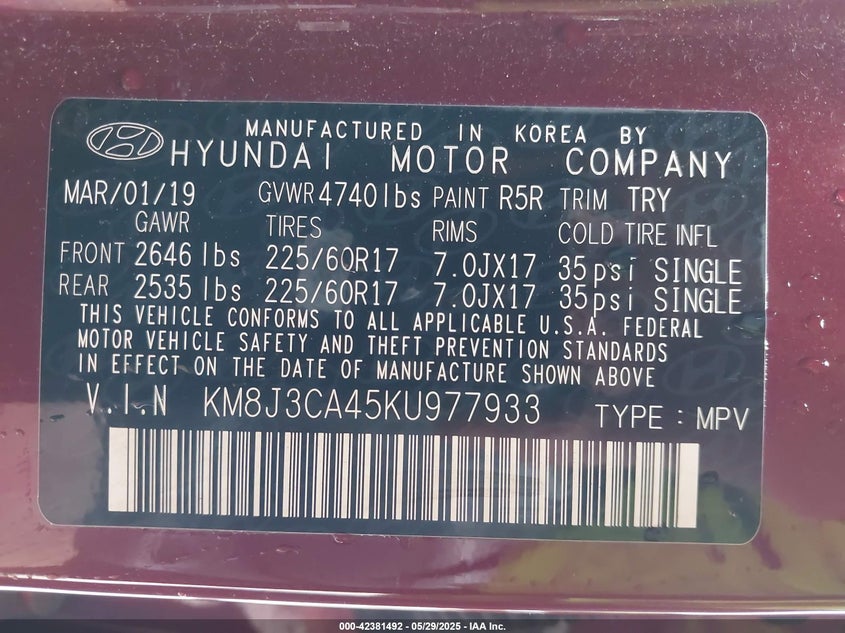 MANUFACTURED IN KOREA BY
HYUNDAI MOTOR COMPANY
MAR/01/19 GVWR 4740lbs PAINT R5R TRIM TRY
GAWR TIRES RIMS COLD TIRE INFL
FRONT 2646 lbs 225/60R17 7.0JX17 35psi SINGLE
REAR 2535 lbs 225/60R17 7.0JX17 35psi SINGLE
THIS VEHICLE CONFORMS TO ALL APPLICABLE U.S.A. FEDERAL
MOTOR VEHICLE SAFETY AND THEFT PREVENTION STANDARDS
IN EFFECT ON THE DATE OF MANUFACTURE SHOWN ABOVE
V.I.N KM8J3CA45KU977933 TYPE : MPV
000-42381492 - 05/29/2025 - IAA Inc.